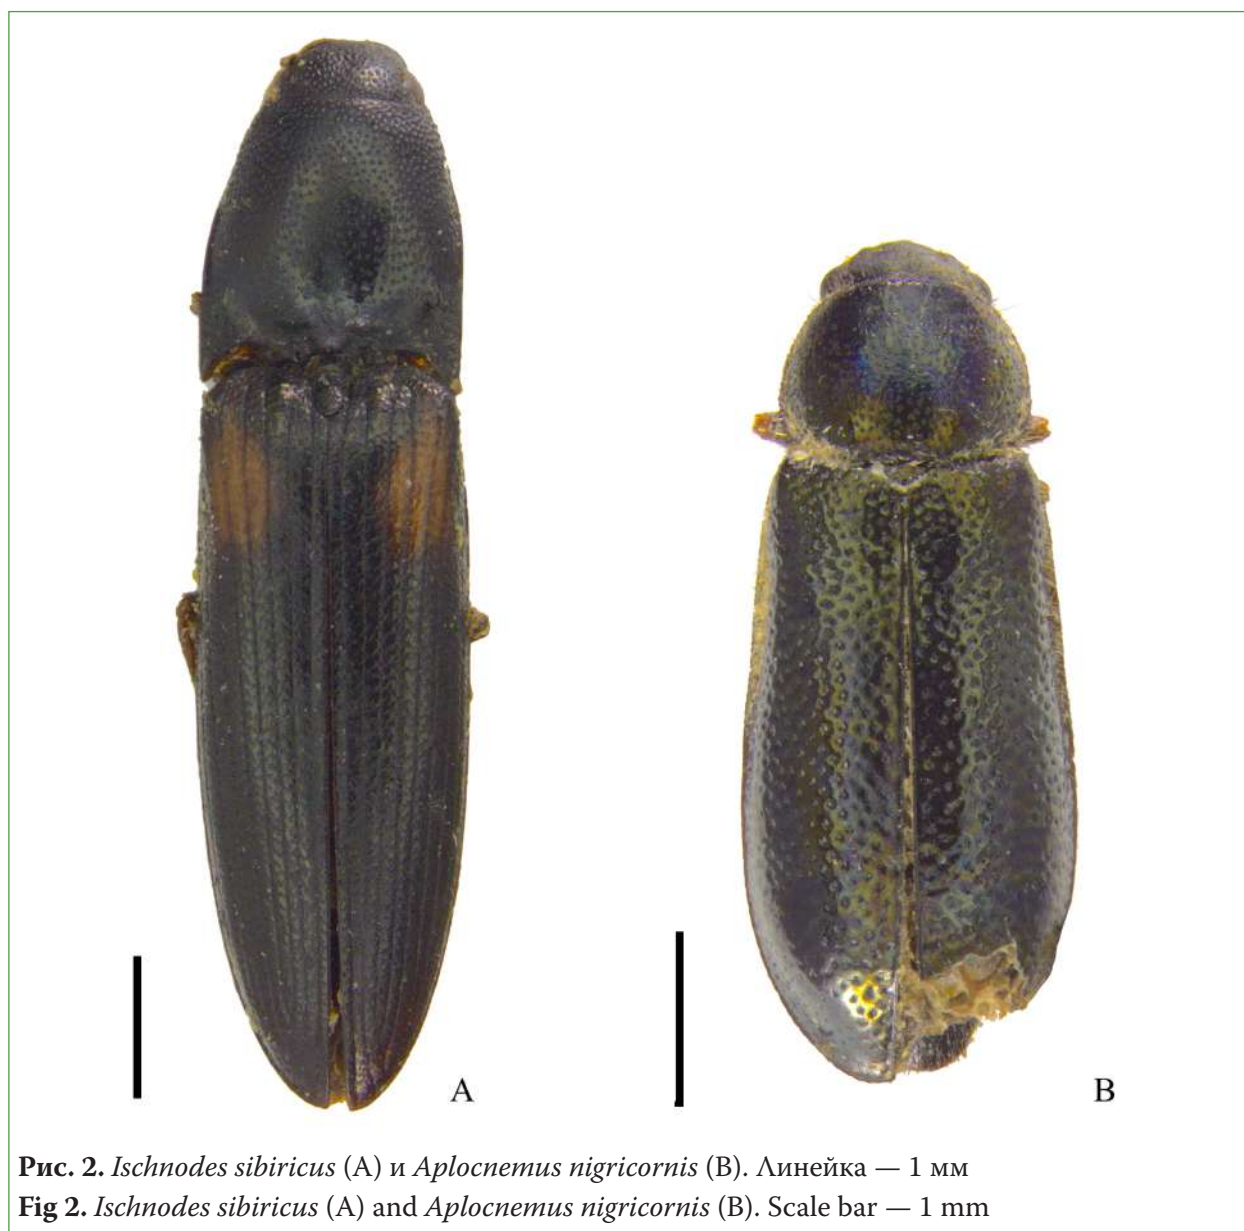 A
B
Рис. 2. Ischnodes sibiricus (A) и Aplocnemus nigricornis (B). Линейка — 1 мм
Fig 2. Ischnodes sibiricus (A) and Aplocnemus nigricornis (B). Scale bar — 1 mm